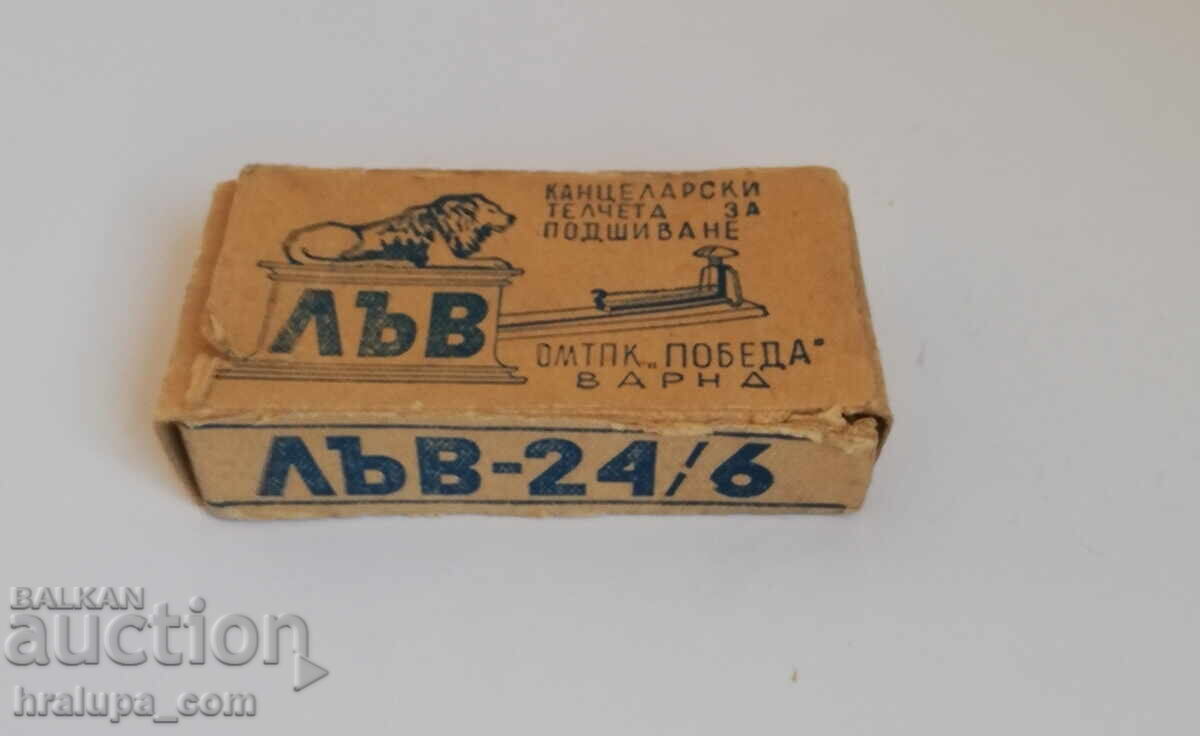 КАНЦЕЛАРСКИ
ТЕЛЧЕТА ЗА
ПОДШИВАНЕ
ЛЪВ
ОМТПК „ПОБЕДА"
ВАРНА
ЛЪВ-24/6
BALKAN
auction
hralupa_com